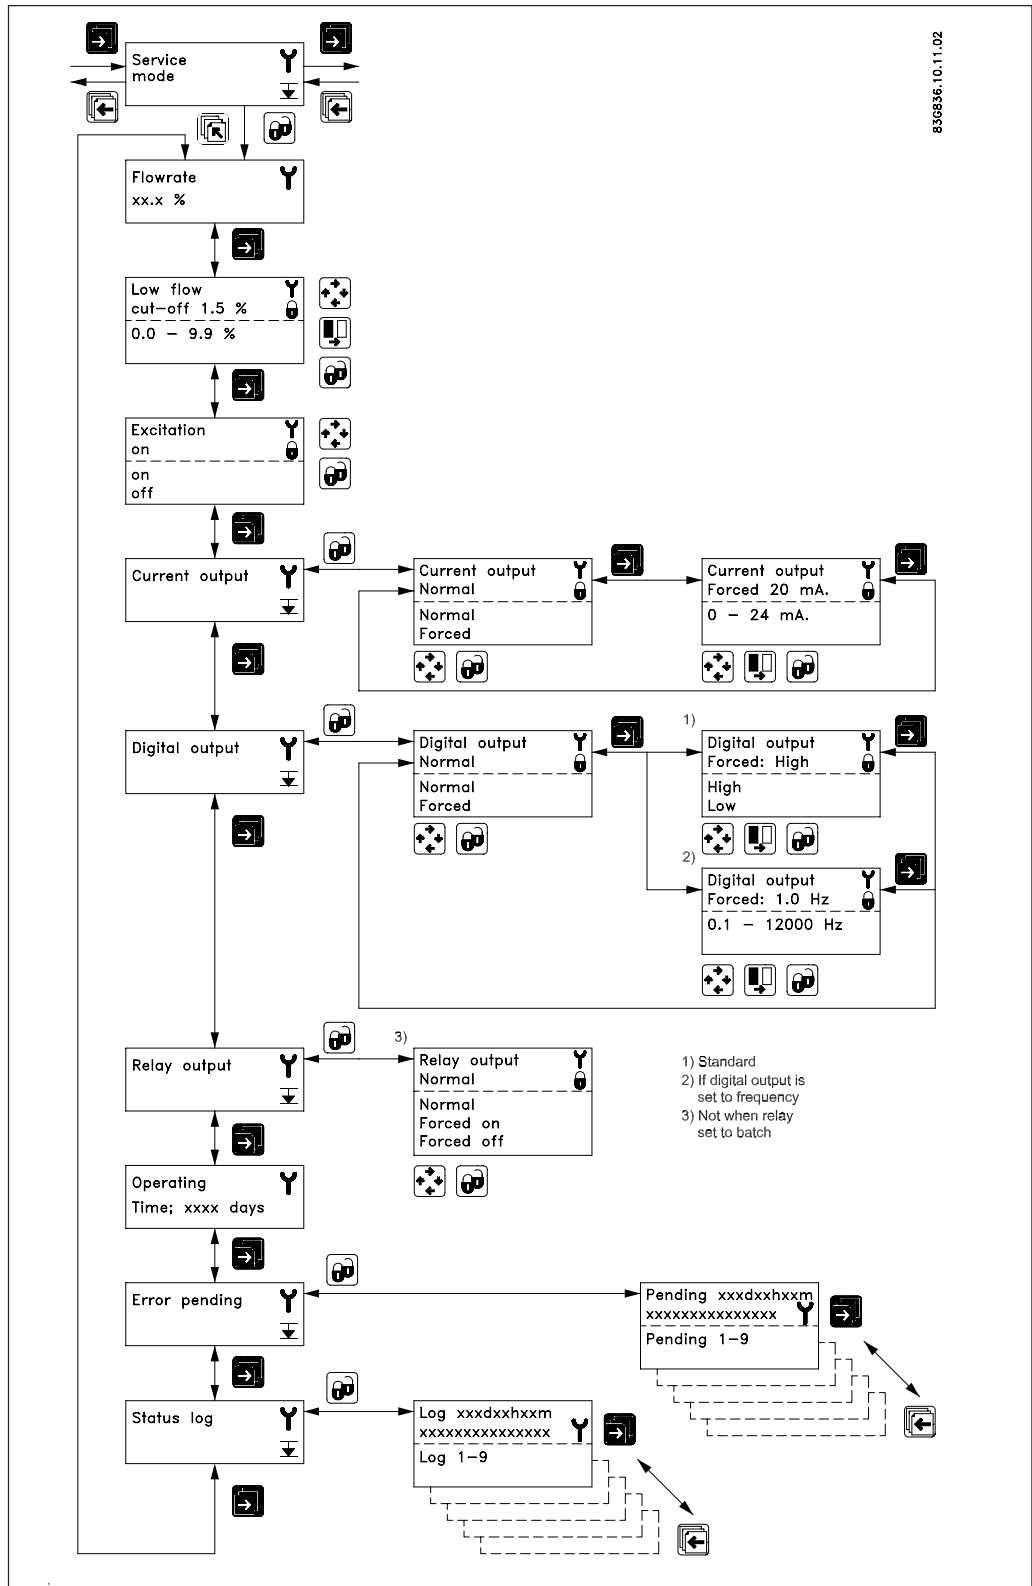 83G836.10.11.02
Service
mode
Flowrate
xx.x %
Low flow
cut-off 1.5 %
0.0 - 9.9 %
Excitation
on
on
off
Current output
Current output
Normal
Normal
Forced
Current output
Forced 20 mA.
0 - 24 mA.
Digital output
Digital output
Normal
Normal
Forced
1)
Digital output
Forced: High
High
Low
2)
Digital output
Forced: 1.0 Hz
0.1 - 12000 Hz
Relay output
3)
Relay output
Normal
Normal
Forced on
Forced off
1) Standard
2) If digital output is
set to frequency
3) Not when relay
set to batch
Operating
Time; xxxx days
Error pending
Pending xxxdxxhxxm
xxxxxxxxxxxxxxx
Pending 1-9
Status log
Log xxxdxxhxxm
xxxxxxxxxxxxxxx
Log 1-9